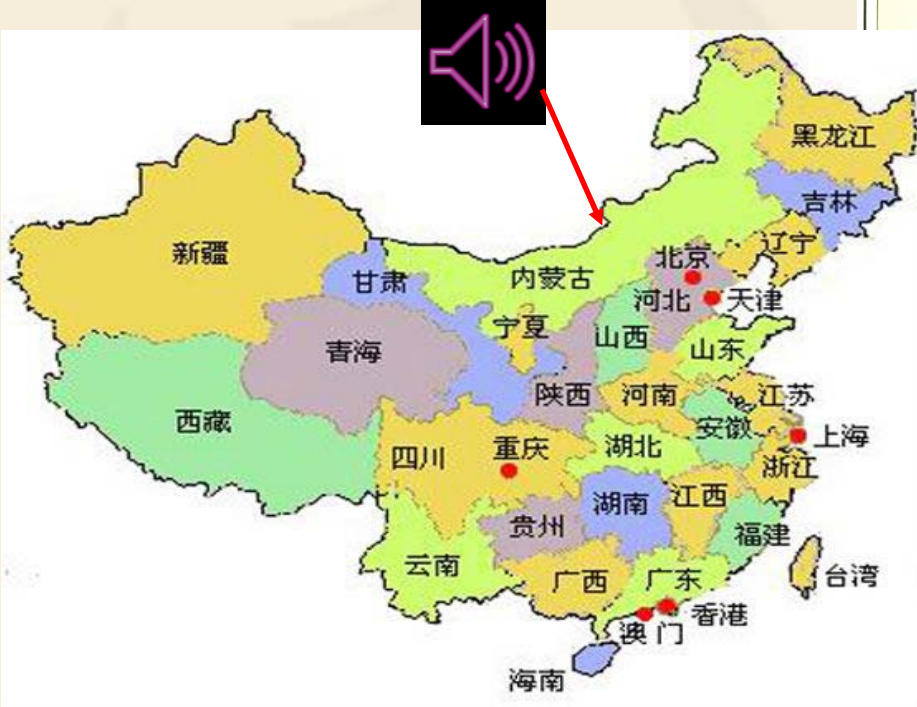 黑龙江
吉林
辽宁
新疆
北京
甘肃
内蒙古
河北
天津
宁夏
山西
青海
山东
陕西
河南
江苏
西藏
安徽
上海
四川
重庆
湖北
浙江
湖南
江西
贵州
福建
云南
广西
广东
台湾
香港
澳门
海南